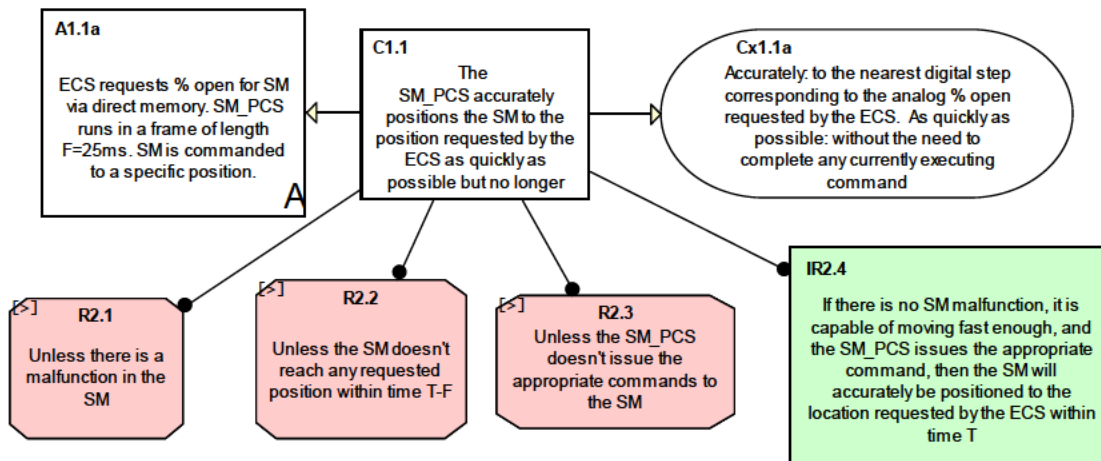 A1.1a
ECS requests % open for SM
via direct memory. SM_PCS
runs in a frame of length
F=25ms. SM is commanded
to a specific position.
A
C1.1
The
SM_PCS accurately
positions the SM to the
position requested by the
ECS as quickly as
possible but no longer
Cx1.1a
Accurately: to the nearest digital step
corresponding to the analog % open
requested by the ECS. As quickly as
possible: without the need to
complete any currently executing
command
[>]
R2.1
Unless there is a
malfunction in the
SM
[>]
R2.2
Unless the SM doesn't
reach any requested
position within time T-F
[>]
R2.3
Unless the SM_PCS
doesn't issue the
appropriate commands to
the SM
IR2.4
If there is no SM malfunction, it is
capable of moving fast enough, and
the SM_PCS issues the appropriate
command, then the SM will
accurately be positioned to the
location requested by the ECS within
time T